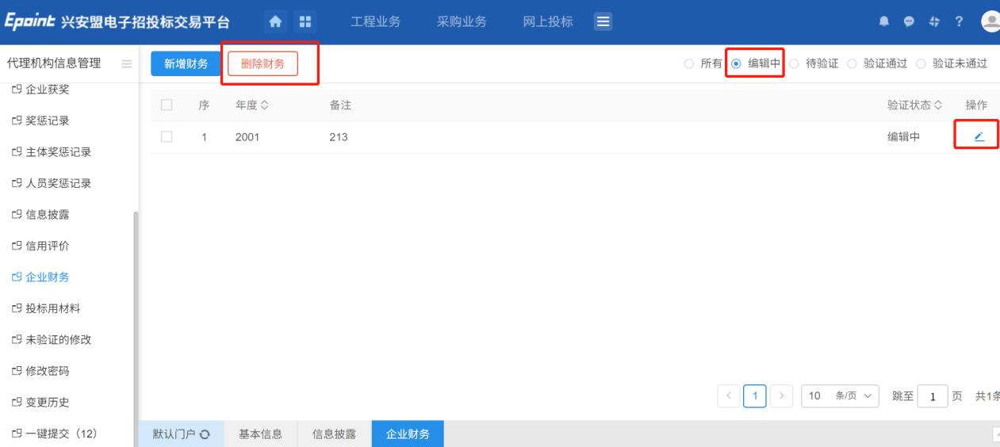 Epoint 兴安盟电子招投标交易平台 工程业务 采购业务 网上投标 ?
代理机构信息管理 新增财务 删除财务 所有 编辑中 待验证 验证通过 验证未通过
企业获奖
序 年度 备注 验证状态 操作
奖惩记录
1 2001 213 编辑中
主体奖惩记录
人员奖惩记录
信息披露
信用评价
企业财务
投标用材料
未验证的修改
修改密码
1 10 条/页 跳至 1 页 共1条
变更历史
一键提交（12）
默认门户 基本信息 信息披露 企业财务